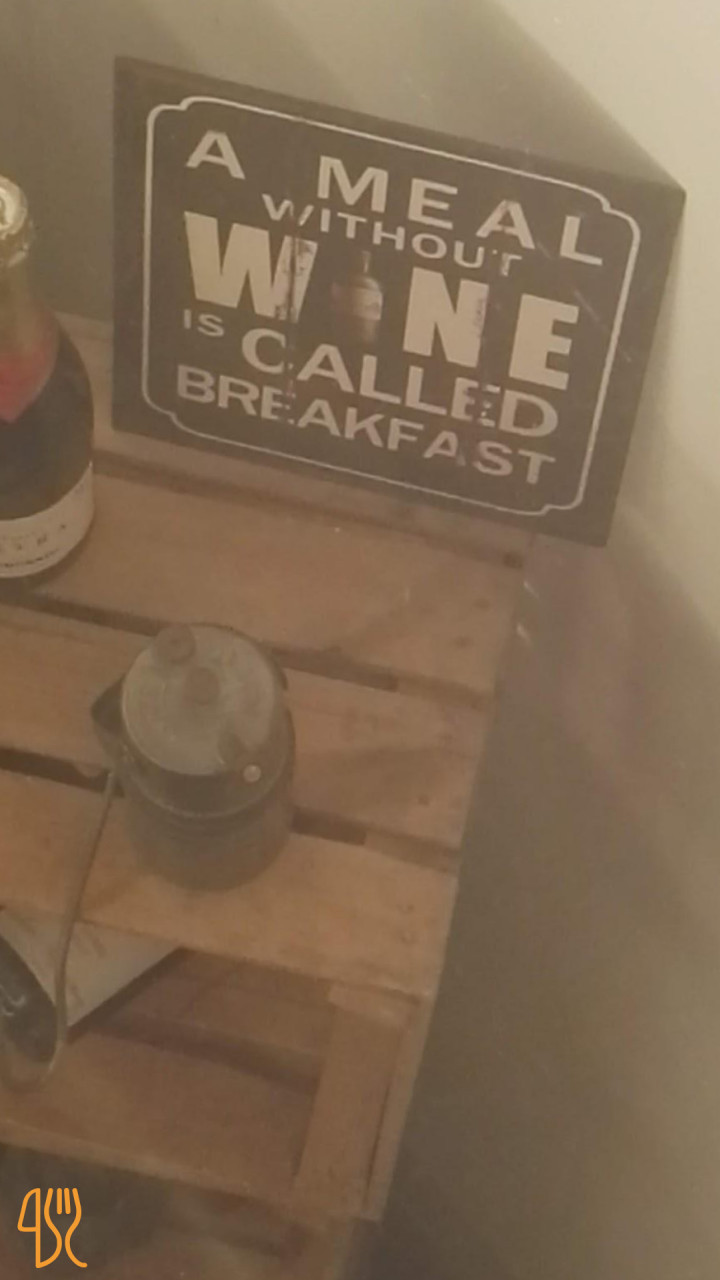 A MEAL
WITHOUT
WINE
IS CALLED
BREAKFAST